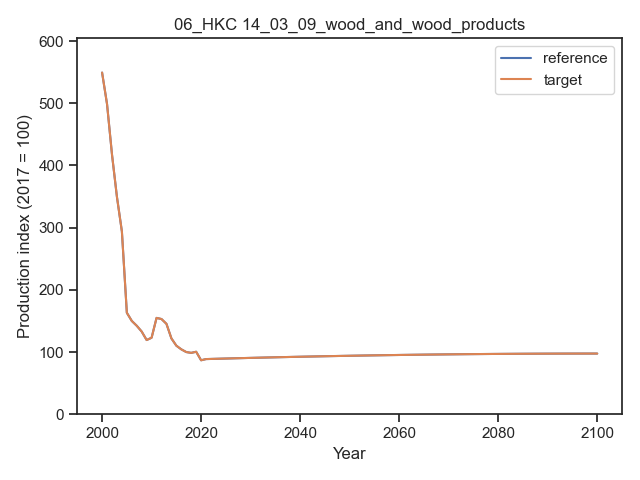 06_HKC 14_03_09_wood_and_wood_products
reference
target
Production index (2017 = 100)
600
500
400
300
200
100
0
2000
2020
2040
2060
2080
2100
Year